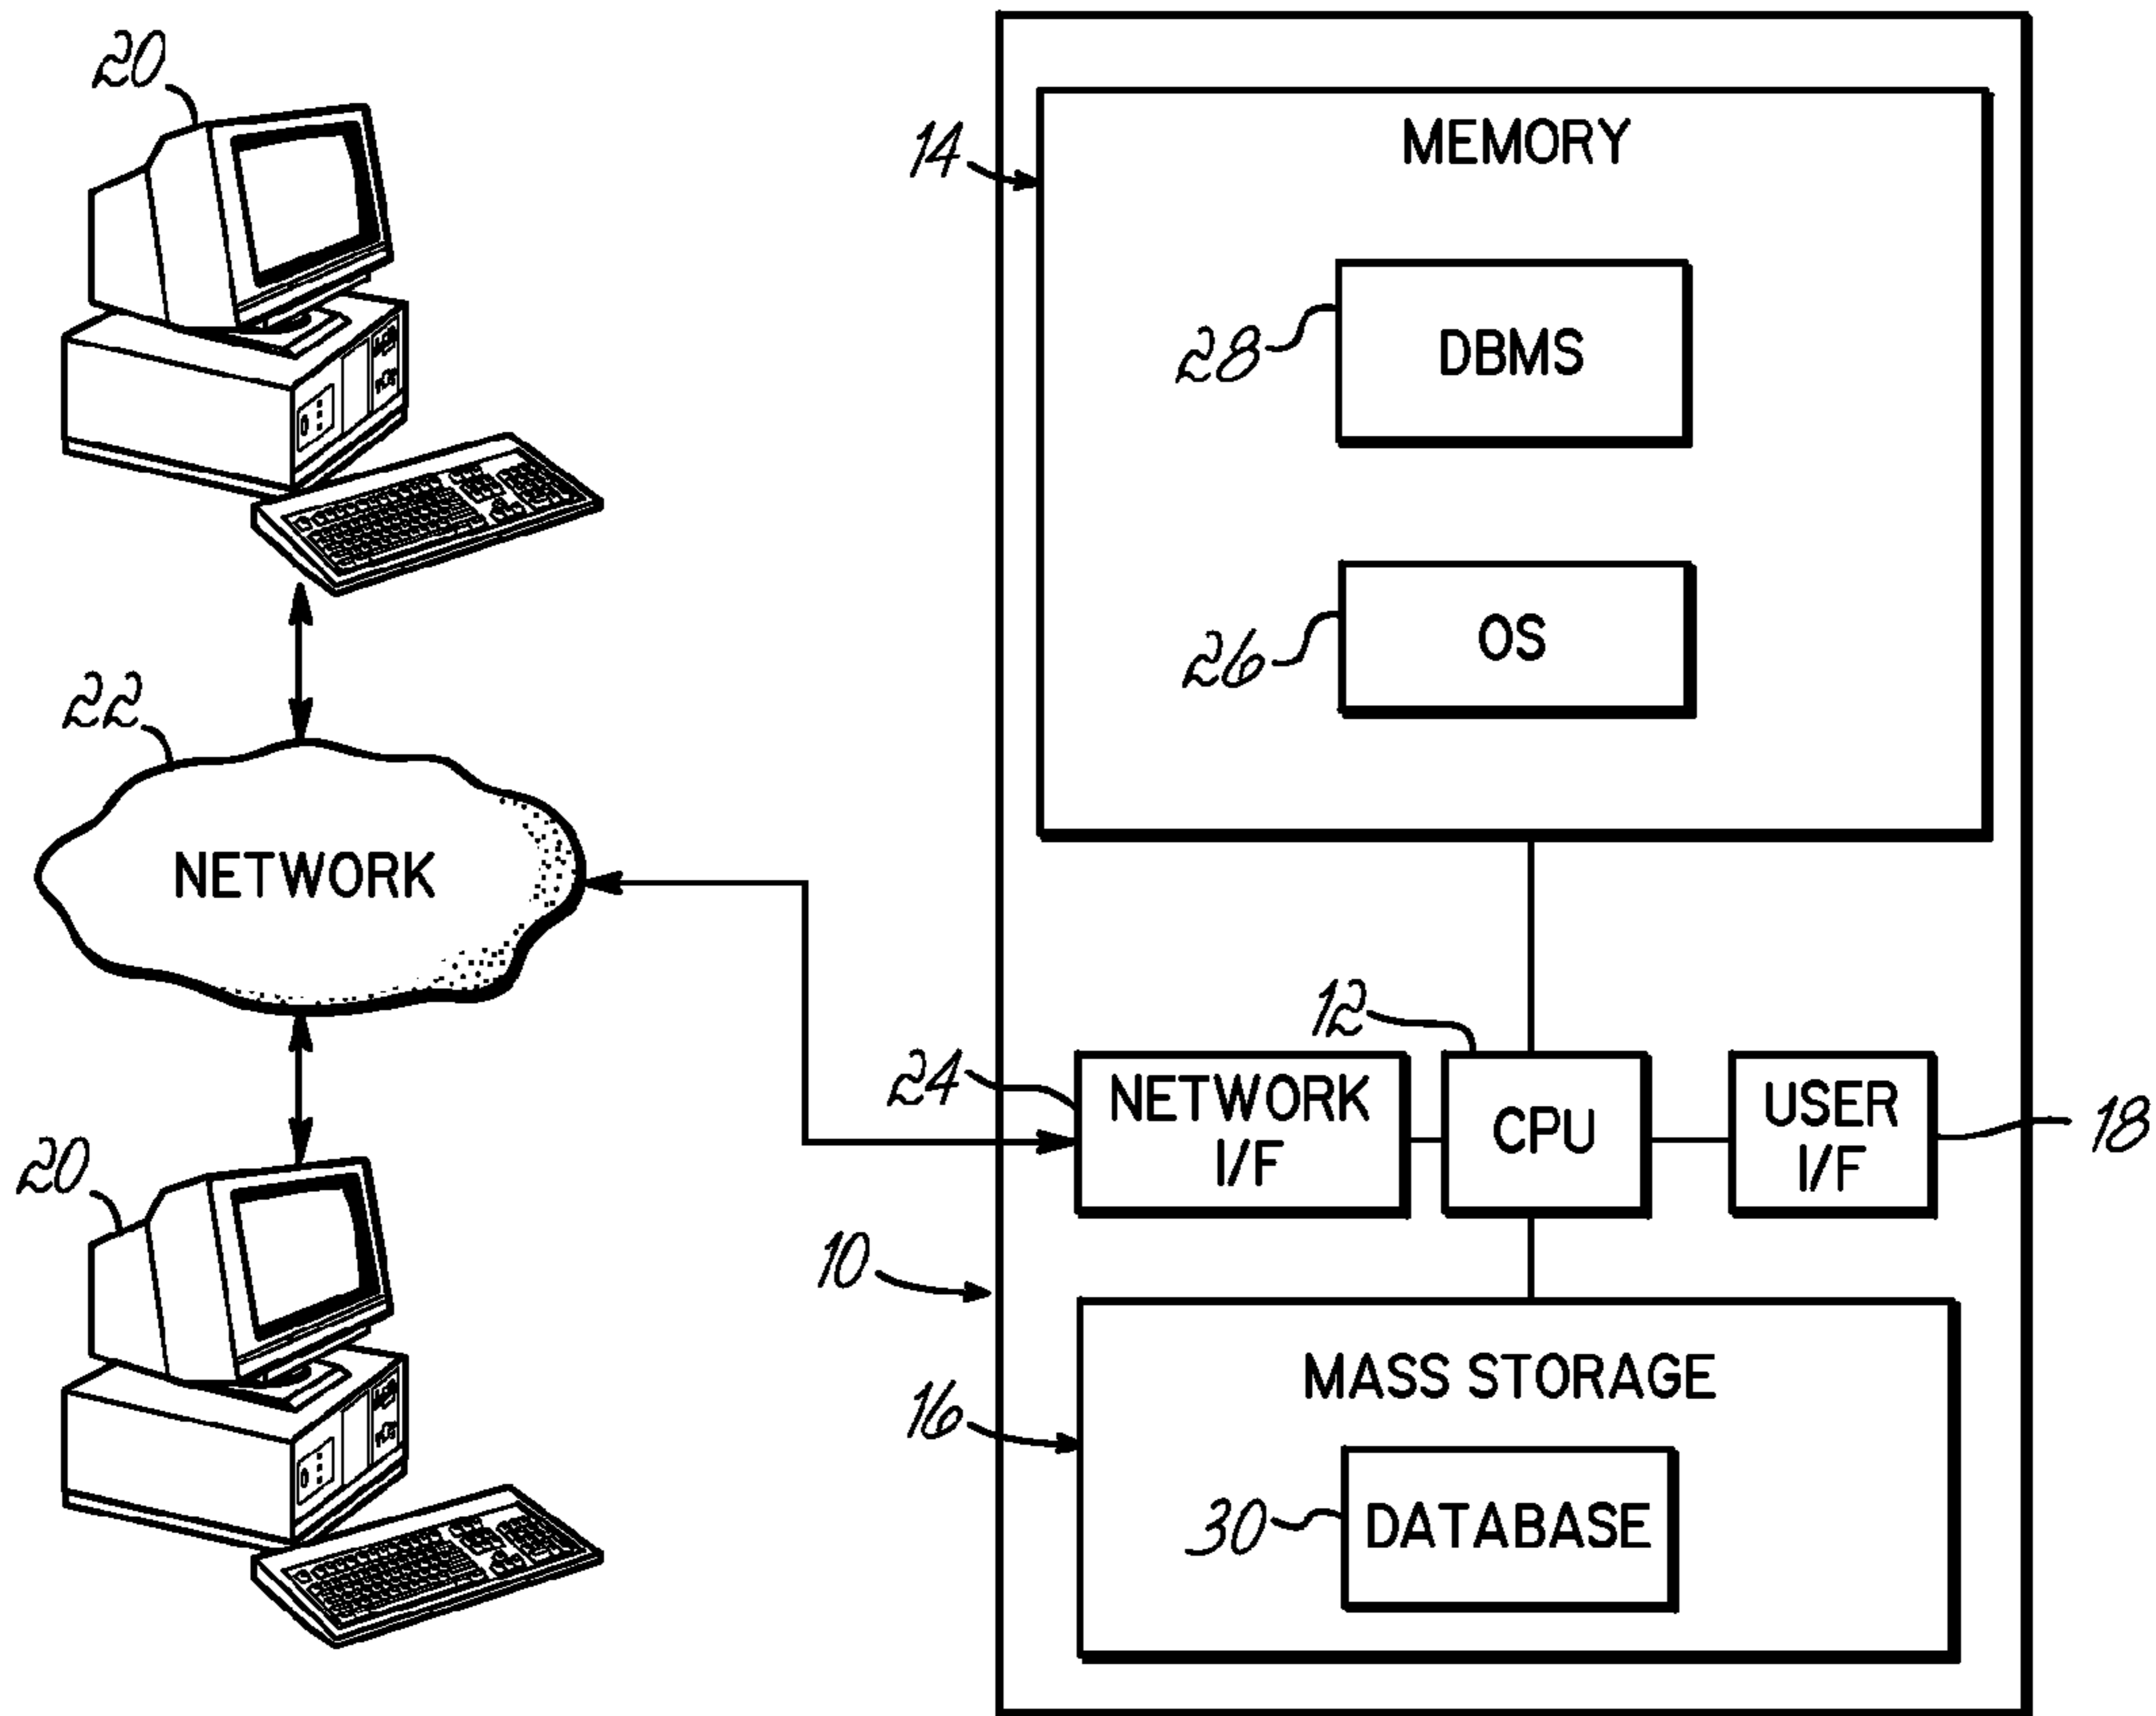 20
14
MEMORY
28
DBMS
26
OS
22
NETWORK
12
24
NETWORK
I/F
CPU
USER
I/F
18
20
10
MASS STORAGE
16
30
DATABASE